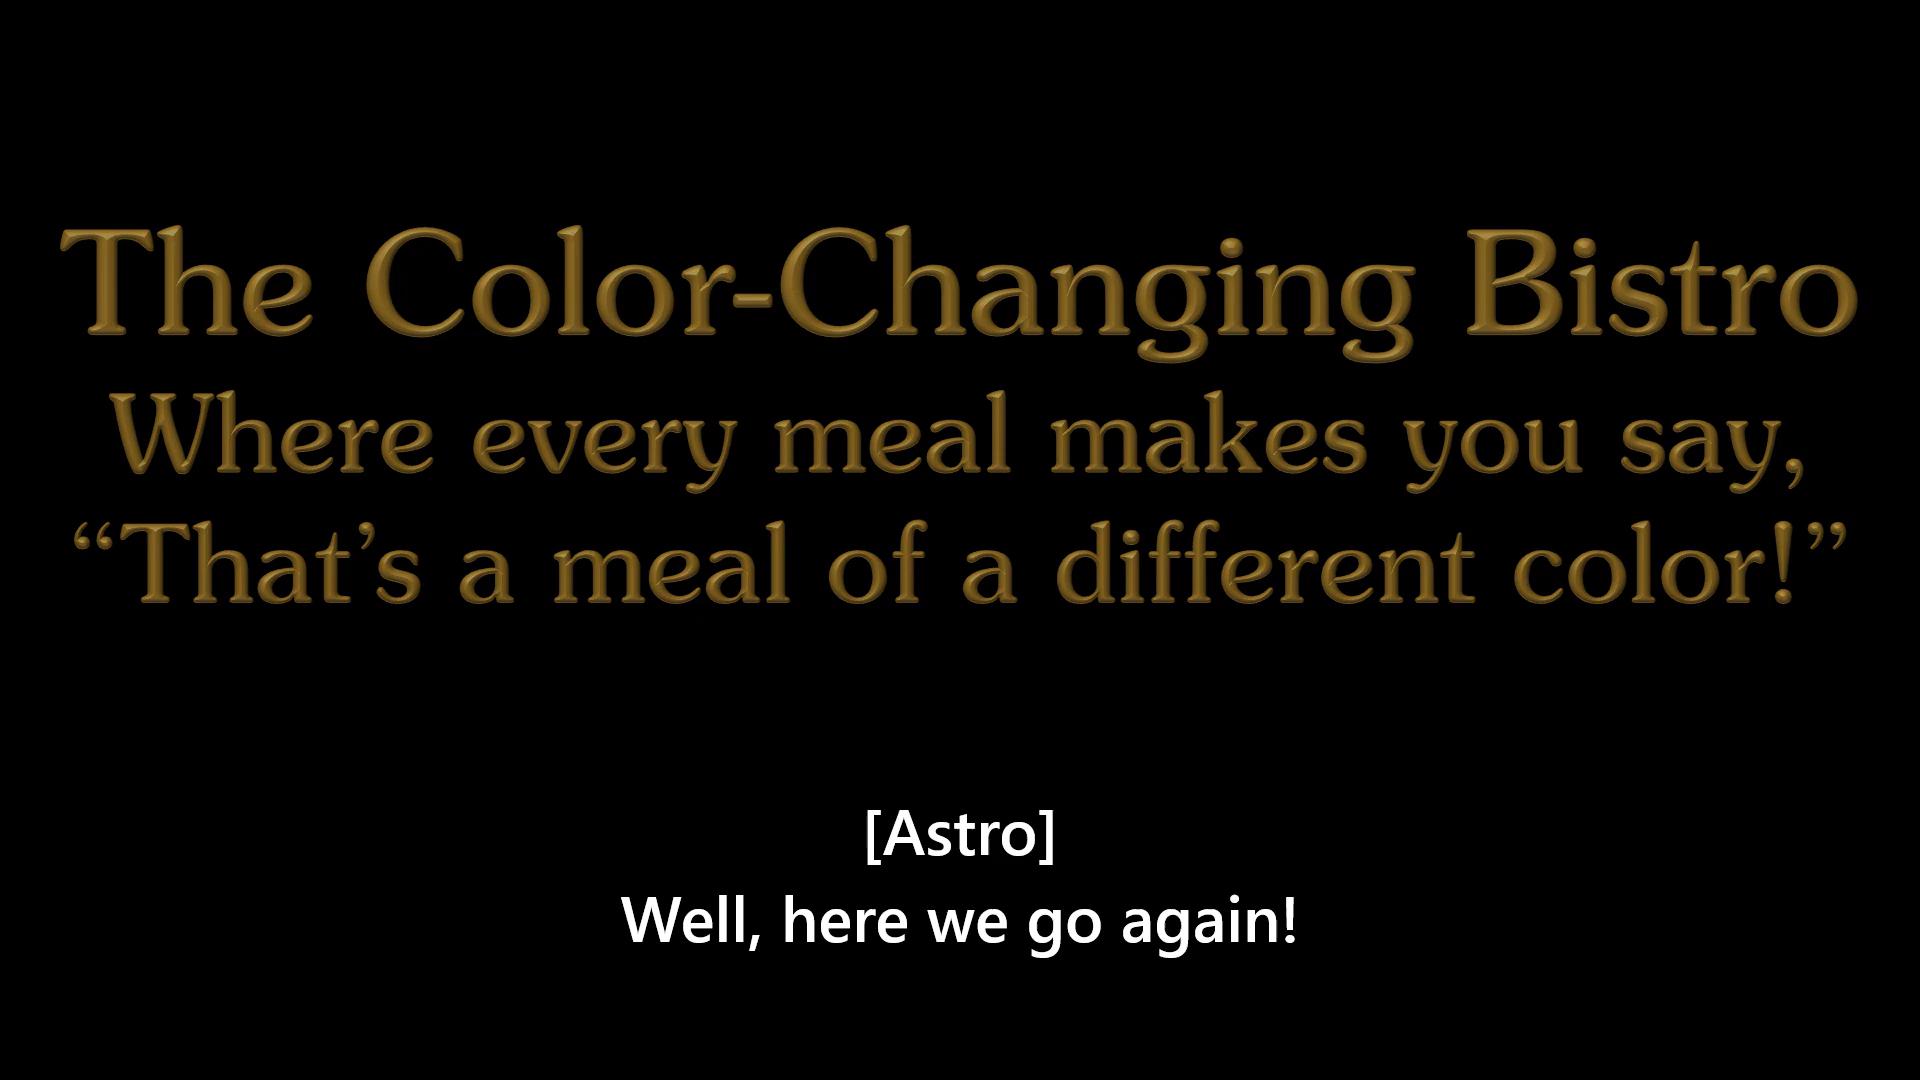 The Color-Changing Bistro
Where every meal makes you say,
“That’s a meal of a different color!”
[Astro]
Well, here we go again!